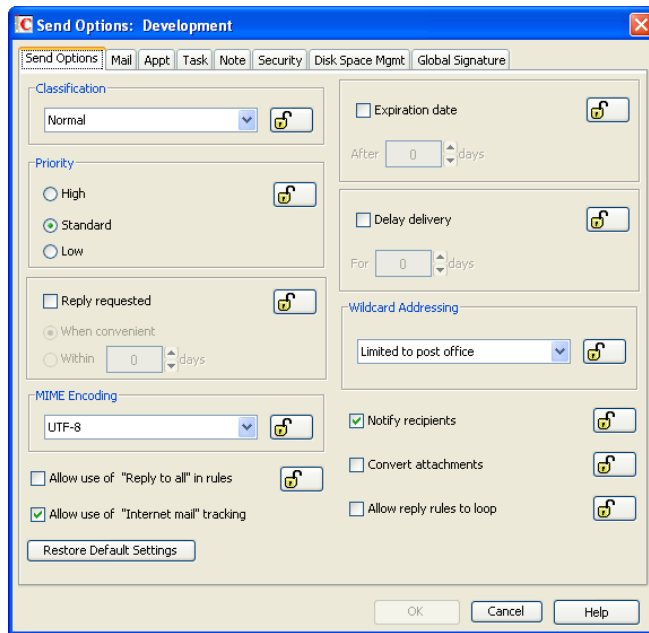 Send Options:  Development
Send Options Mail Appt Task Note Security Disk Space Mgmt Global Signature
Classification
Normal
Priority
High
Standard
Low
Reply requested
When convenient
Within 0 days
MIME Encoding
UTF-8
Allow use of "Reply to all" in rules
Allow use of "Internet mail" tracking
Restore Default Settings
Expiration date
After 0 days
Delay delivery
For 0 days
Wildcard Addressing
Limited to post office
Notify recipients
Convert attachments
Allow reply rules to loop
OK Cancel Help